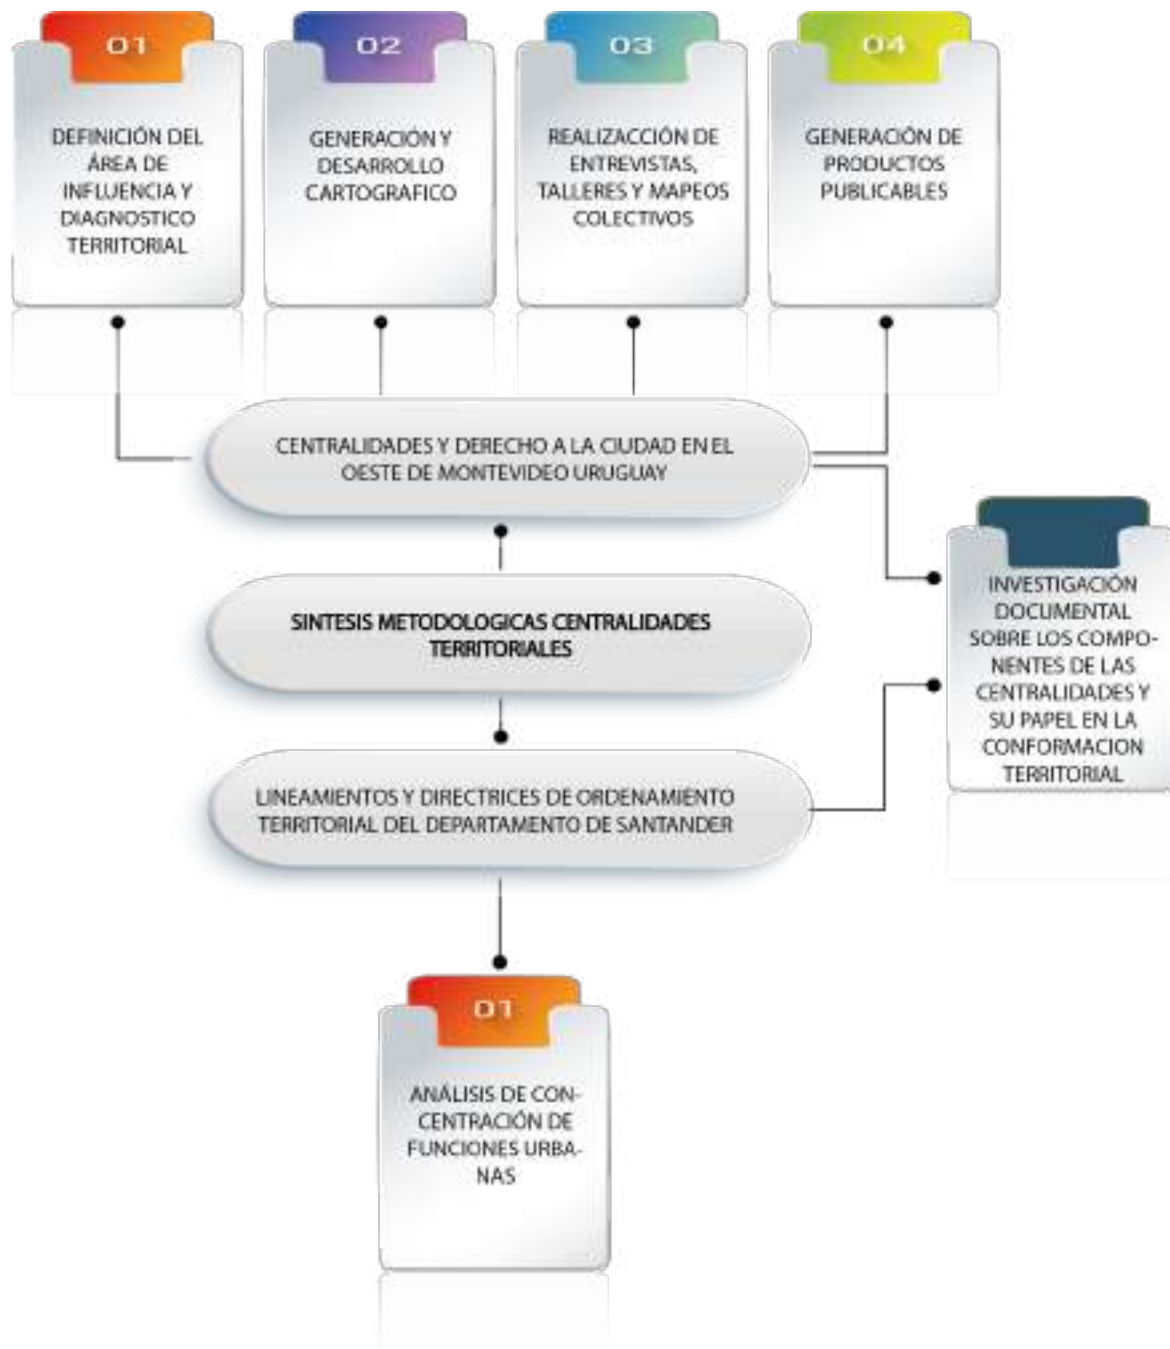 01
DEFINICIÓN DEL
ÁREA DE
INFLUENCIA Y
DIAGNOSTICO
TERRITORIAL
02
GENERACIÓN Y
DESARROLLO
CARTOGRAFICO
03
REALIZACCIÓN DE
ENTREVISTAS,
TALLERES Y MAPEOS
COLECTIVOS
04
GENERACIÓN DE
PRODUCTOS
PUBLICABLES
CENTRALIDADES Y DERECHO A LA CIUDAD EN EL
OESTE DE MONTEVIDEO URUGUAY
SINTESIS METODOLOGICAS CENTRALIDADES
TERRITORIALES
INVESTIGACIÓN
DOCUMENTAL
SOBRE LOS COMPO-
NENTES DE LAS
CENTRALIDADES Y
SU PAPEL EN LA
CONFORMACION
TERRITORIAL
LINEAMIENTOS Y DIRECTRICES DE ORDENAMIENTO
TERRITORIAL DEL DEPARTAMENTO DE SANTANDER
01
ANÁLISIS DE CON-
CENTRACIÓN DE
FUNCIONES URBA-
NAS